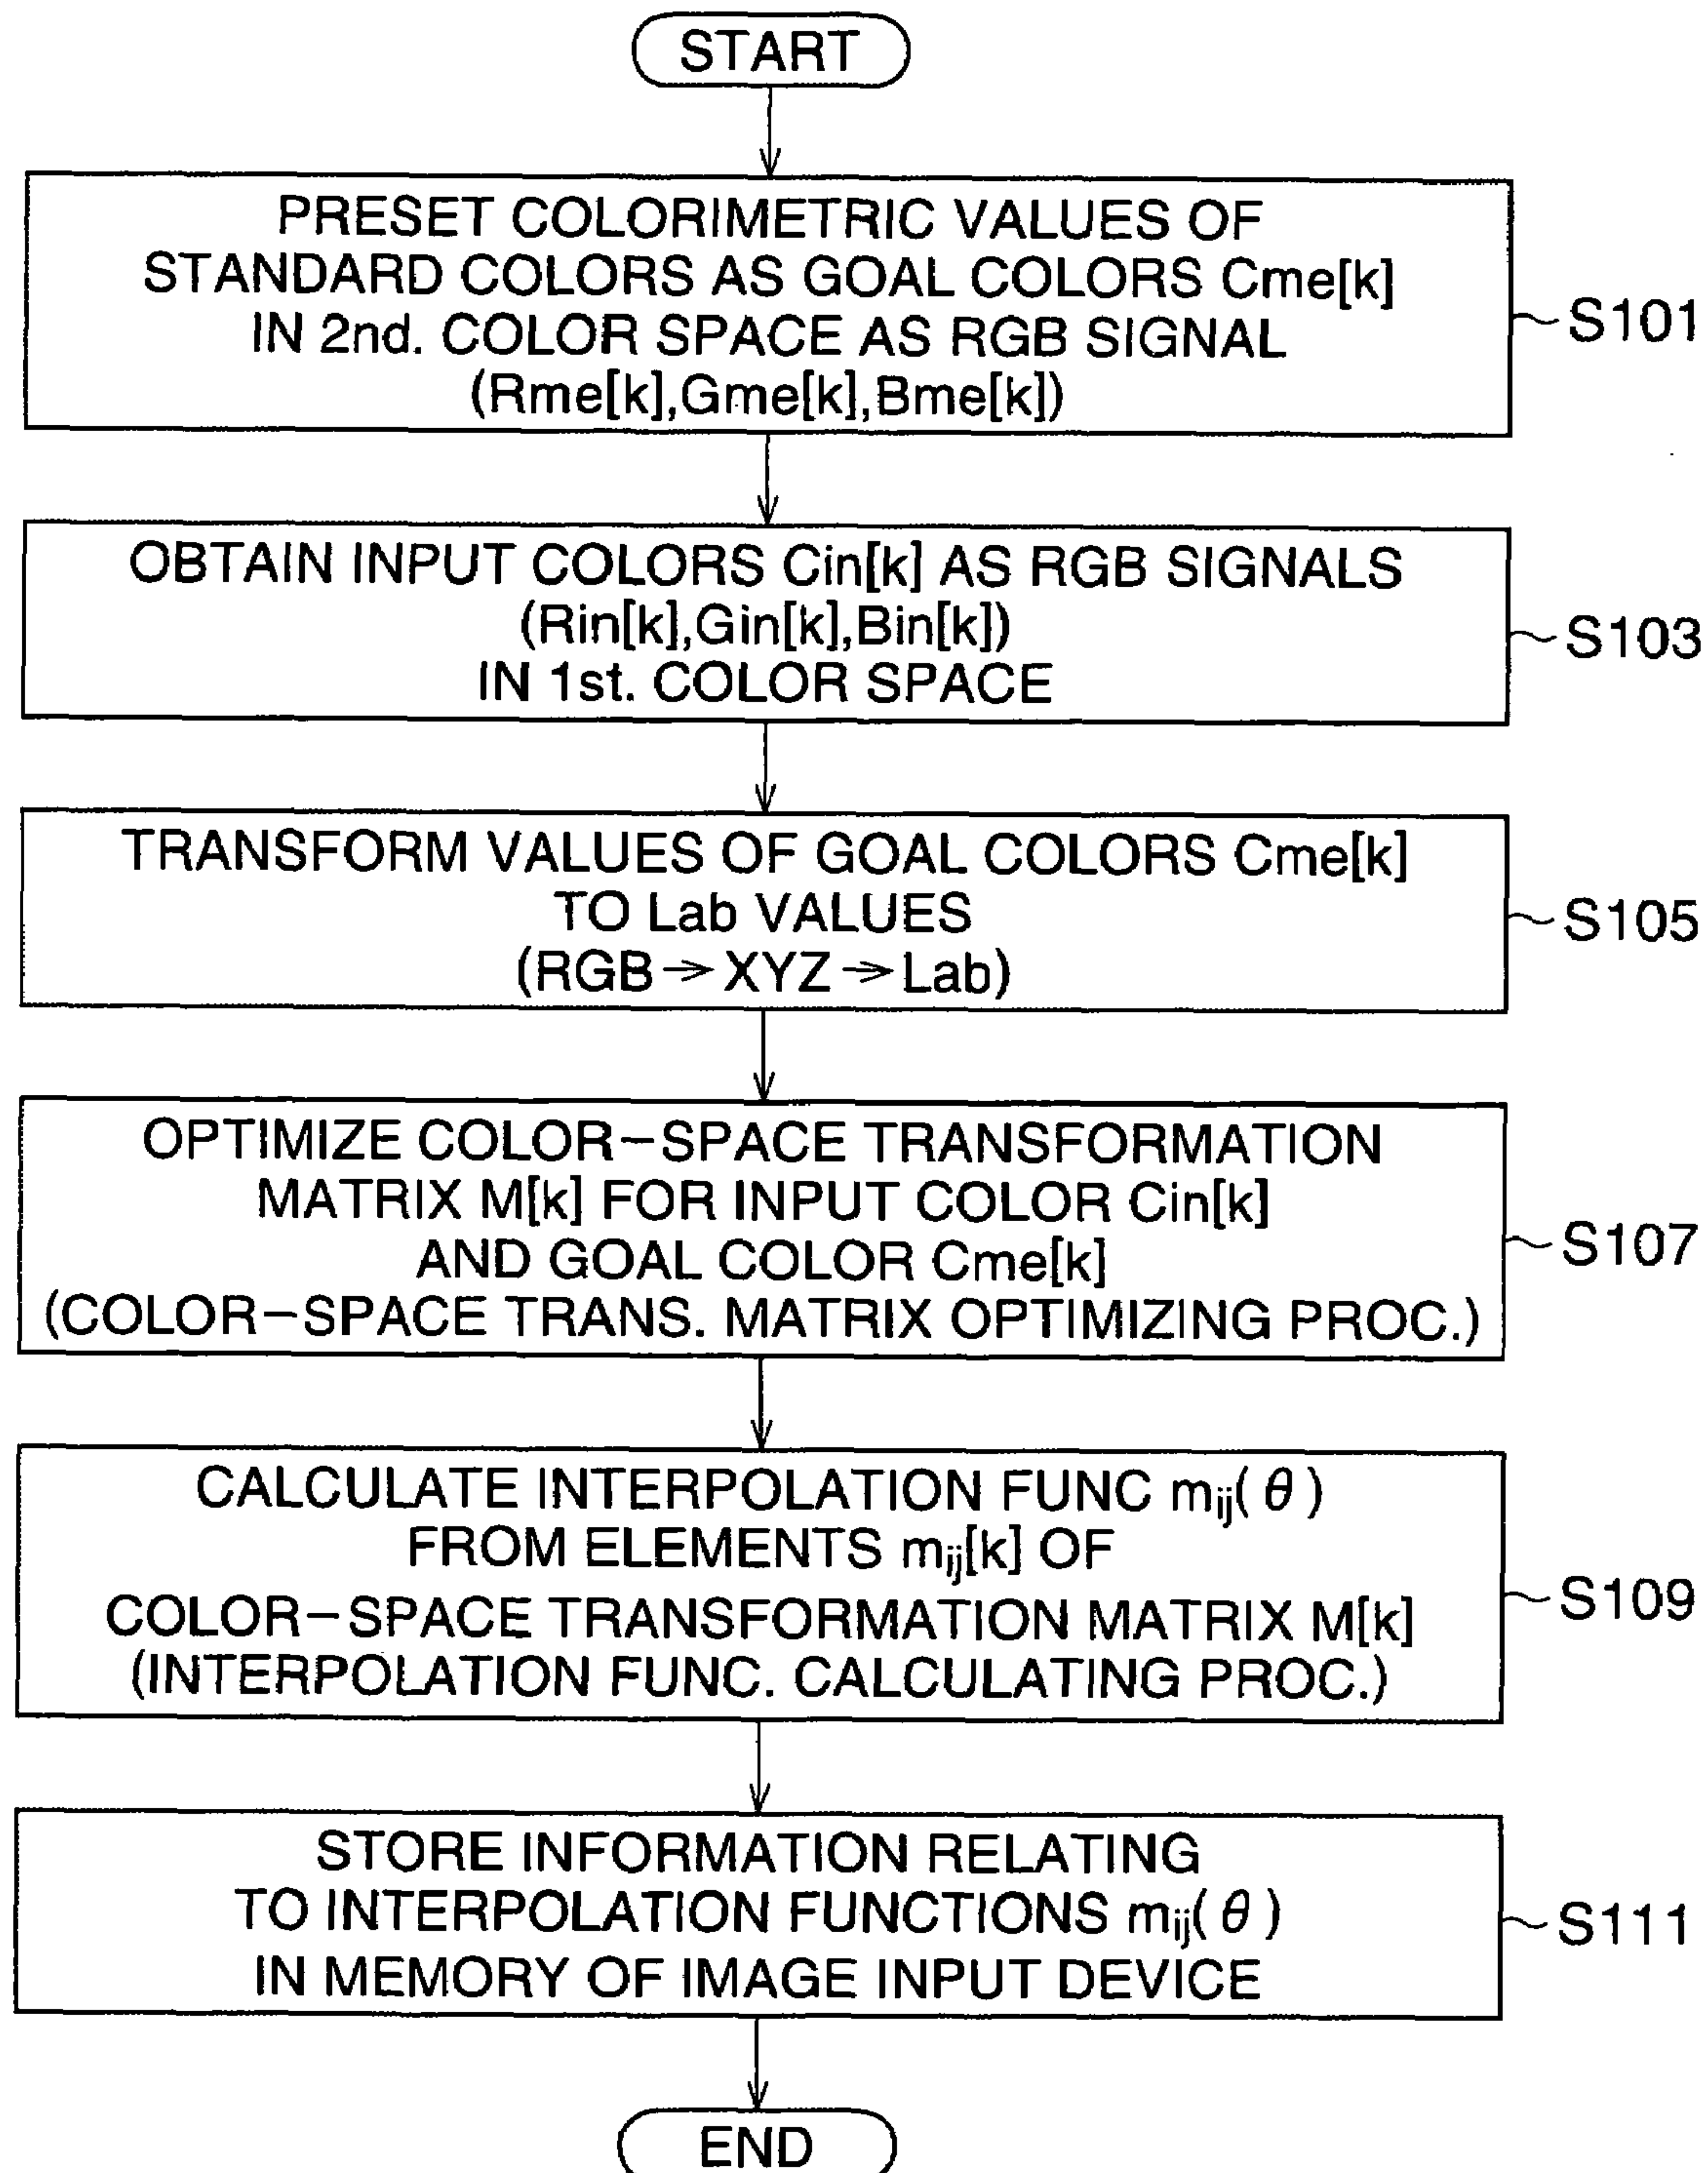 START
PRESET COLORIMETRIC VALUES OF
STANDARD COLORS AS GOAL COLORS Cme[k]
IN 2nd. COLOR SPACE AS RGB SIGNAL
(Rme[k],Gme[k],Bme[k])
S101
OBTAIN INPUT COLORS Cin[k] AS RGB SIGNALS
(Rin[k],Gin[k],Bin[k])
IN 1st. COLOR SPACE
S103
TRANSFORM VALUES OF GOAL COLORS Cme[k]
TO Lab VALUES
(RGB→XYZ→Lab)
S105
OPTIMIZE COLOR−SPACE TRANSFORMATION
MATRIX M[k] FOR INPUT COLOR Cin[k]
AND GOAL COLOR Cme[k]
(COLOR−SPACE TRANS. MATRIX OPTIMIZING PROC.)
S107
CALCULATE INTERPOLATION FUNC mij(θ)
FROM ELEMENTS mij[k] OF
COLOR−SPACE TRANSFORMATION MATRIX M[k]
(INTERPOLATION FUNC. CALCULATING PROC.)
S109
STORE INFORMATION RELATING
TO INTERPOLATION FUNCTIONS mij(θ)
IN MEMORY OF IMAGE INPUT DEVICE
S111
END